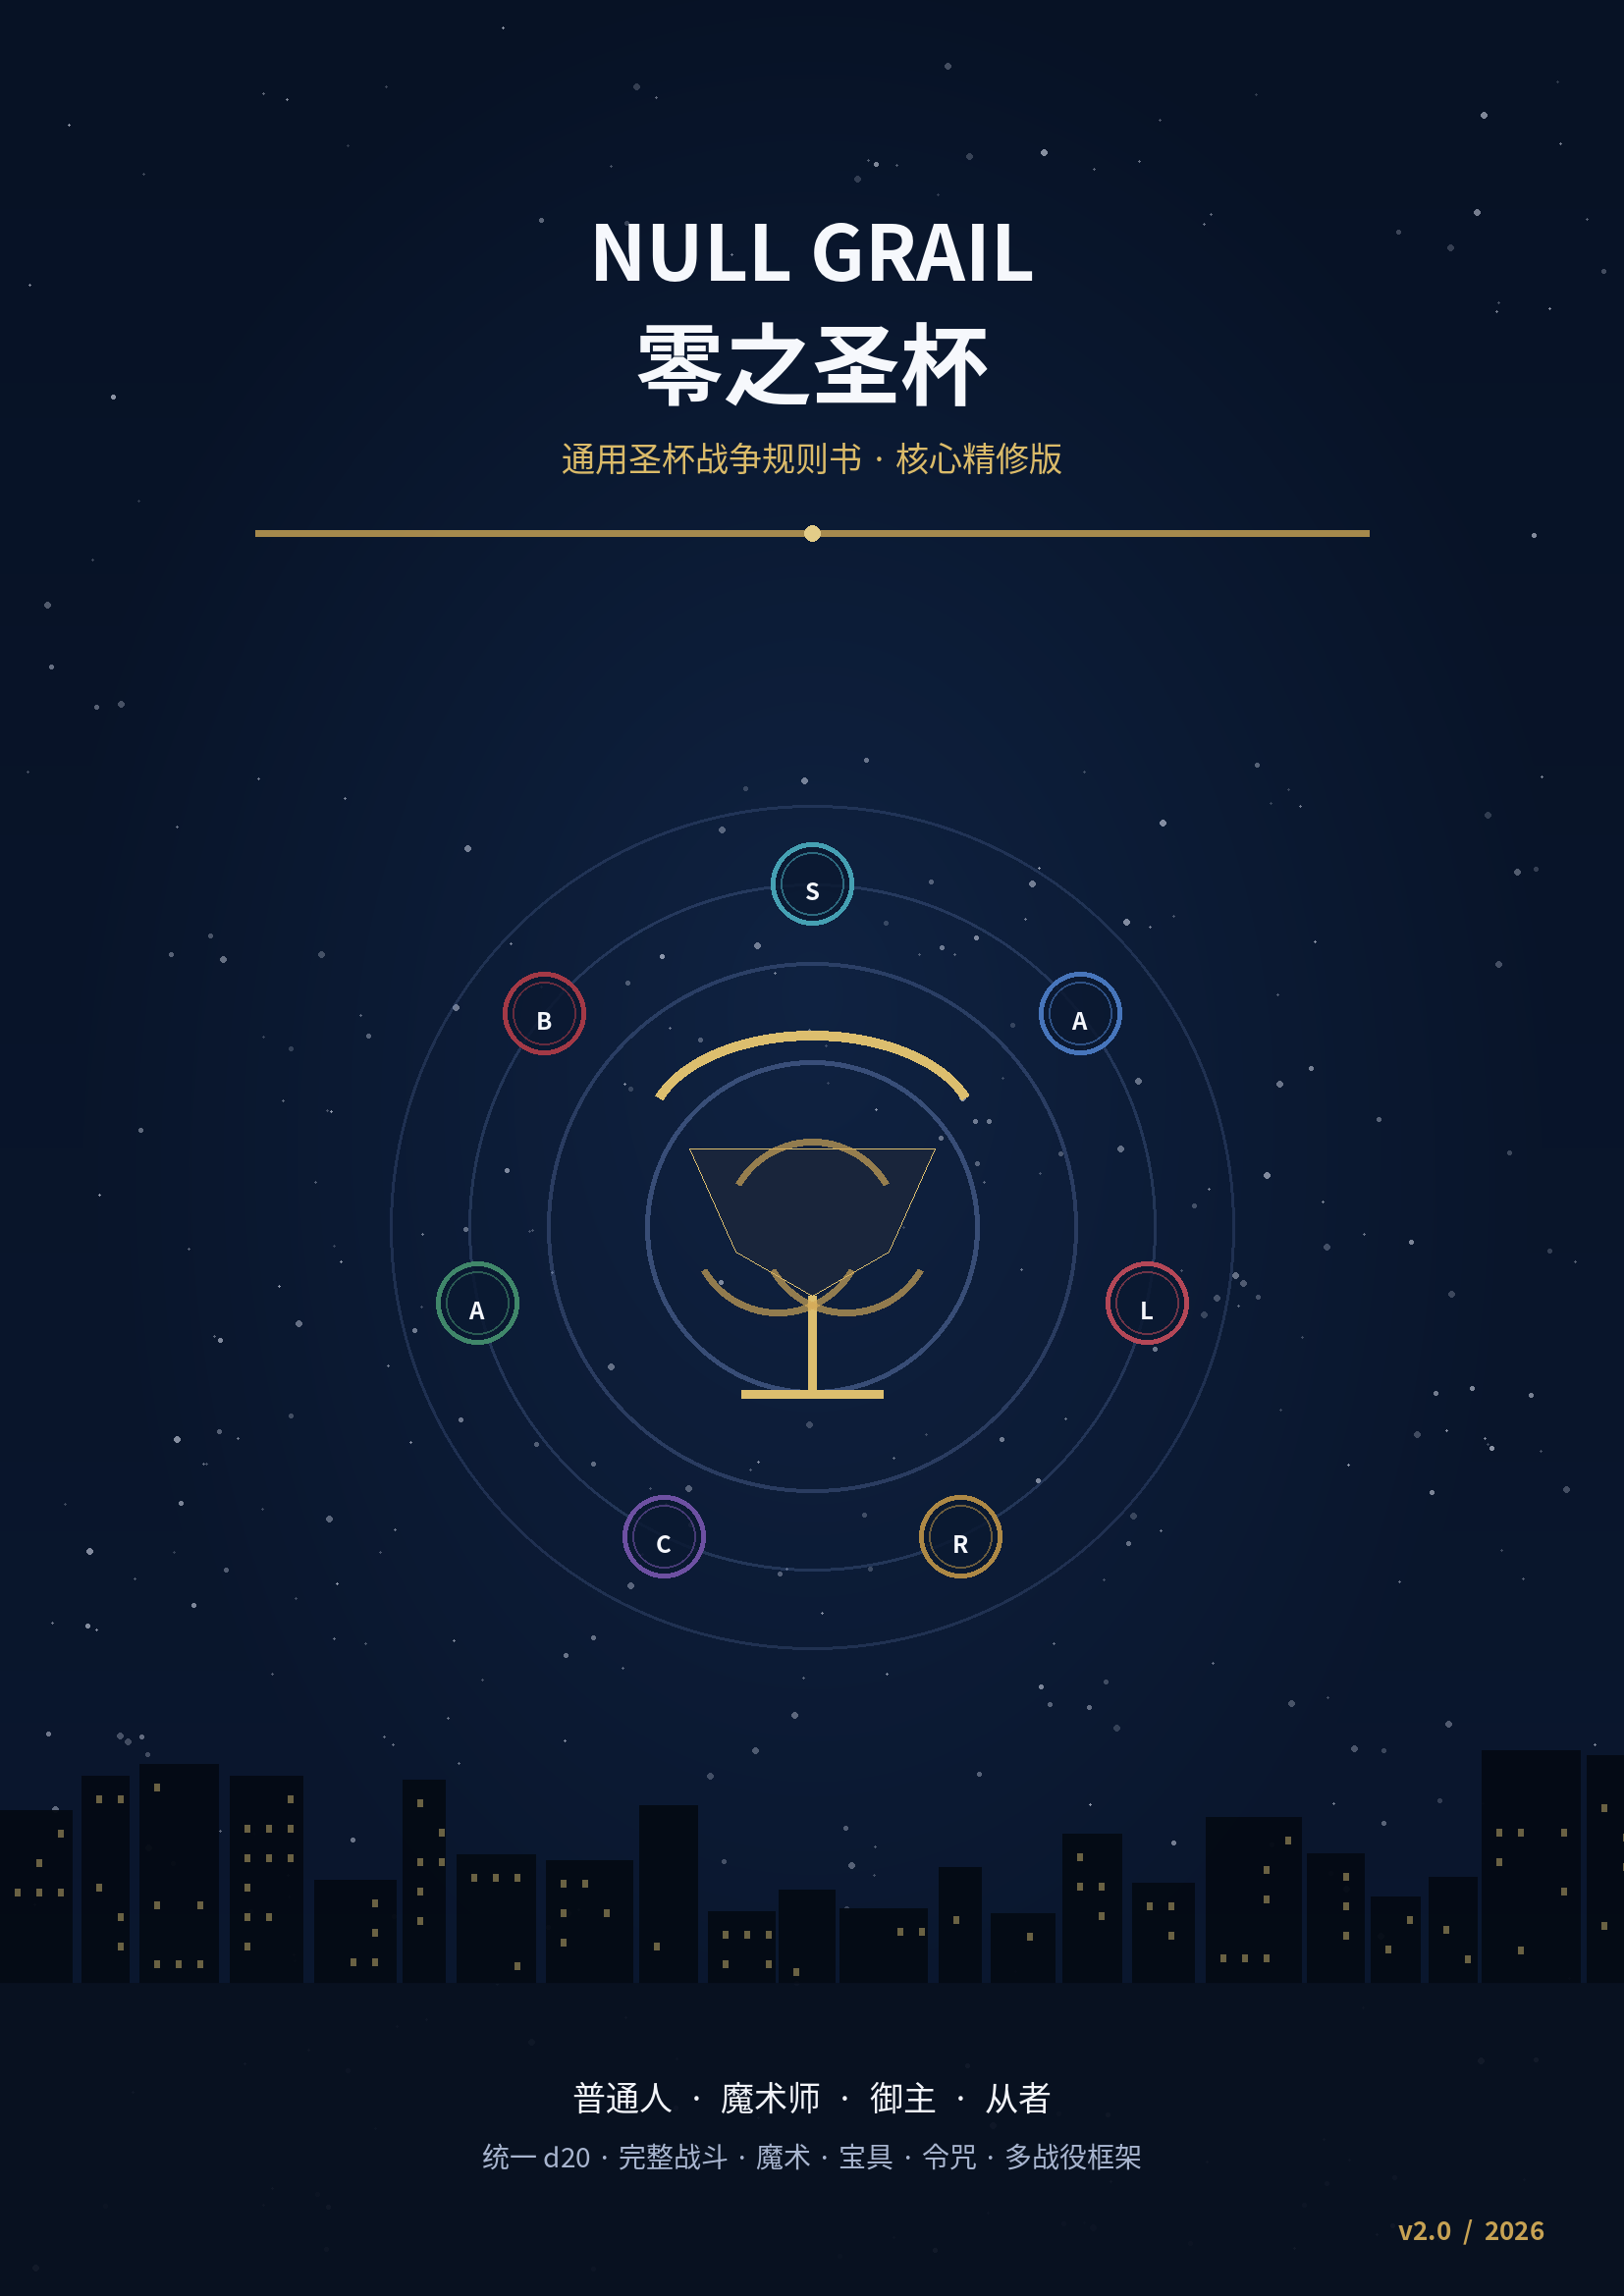 NULL GRAIL
零之圣杯
通用圣杯战争规则书 · 核心精修版
S
B
A
A
L
C
R
普通人 · 魔术师 · 御主 · 从者
统一 d20 · 完整战斗 · 魔术 · 宝具 · 令咒 · 多战役框架
v2.0 / 2026